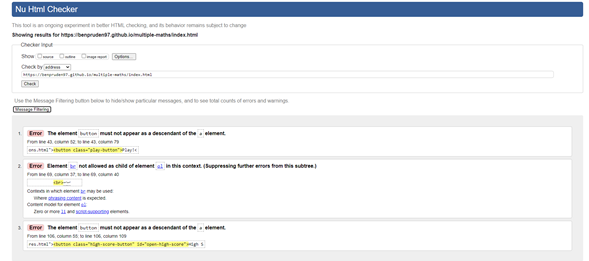 Nu Html Checker
This tool is an ongoing experiment in better HTML checking, and its behavior remains subject to change
Showing results for https://benpruden97.github.io/multiple-maths/index.html
Checker Input
Show source outline image report Options...
Check by address
https://benpruden97.github.io/multiple-maths/index.html
Check
Use the Message Filtering button below to hide/show particular messages, and to see total counts of errors and warnings.
Message Filtering
1. Error The element button must not appear as a descendant of the a element.
From line 43, column 52; to line 43, column 79
ons.html"><button class="play-button">Play!<
2. Error Element br not allowed as child of element ol in this context. (Suppressing further errors from this subtree.)
From line 69, column 37; to line 69, column 40
<br>
Contexts in which element br may be used:
Where phrasing content is expected.
Content model for element ol:
Zero or more li and script-supporting elements.
3. Error The element button must not appear as a descendant of the a element.
From line 106, column 55; to line 106, column 109
res.html"><button class="high-score-button" id="open-high-score">High S